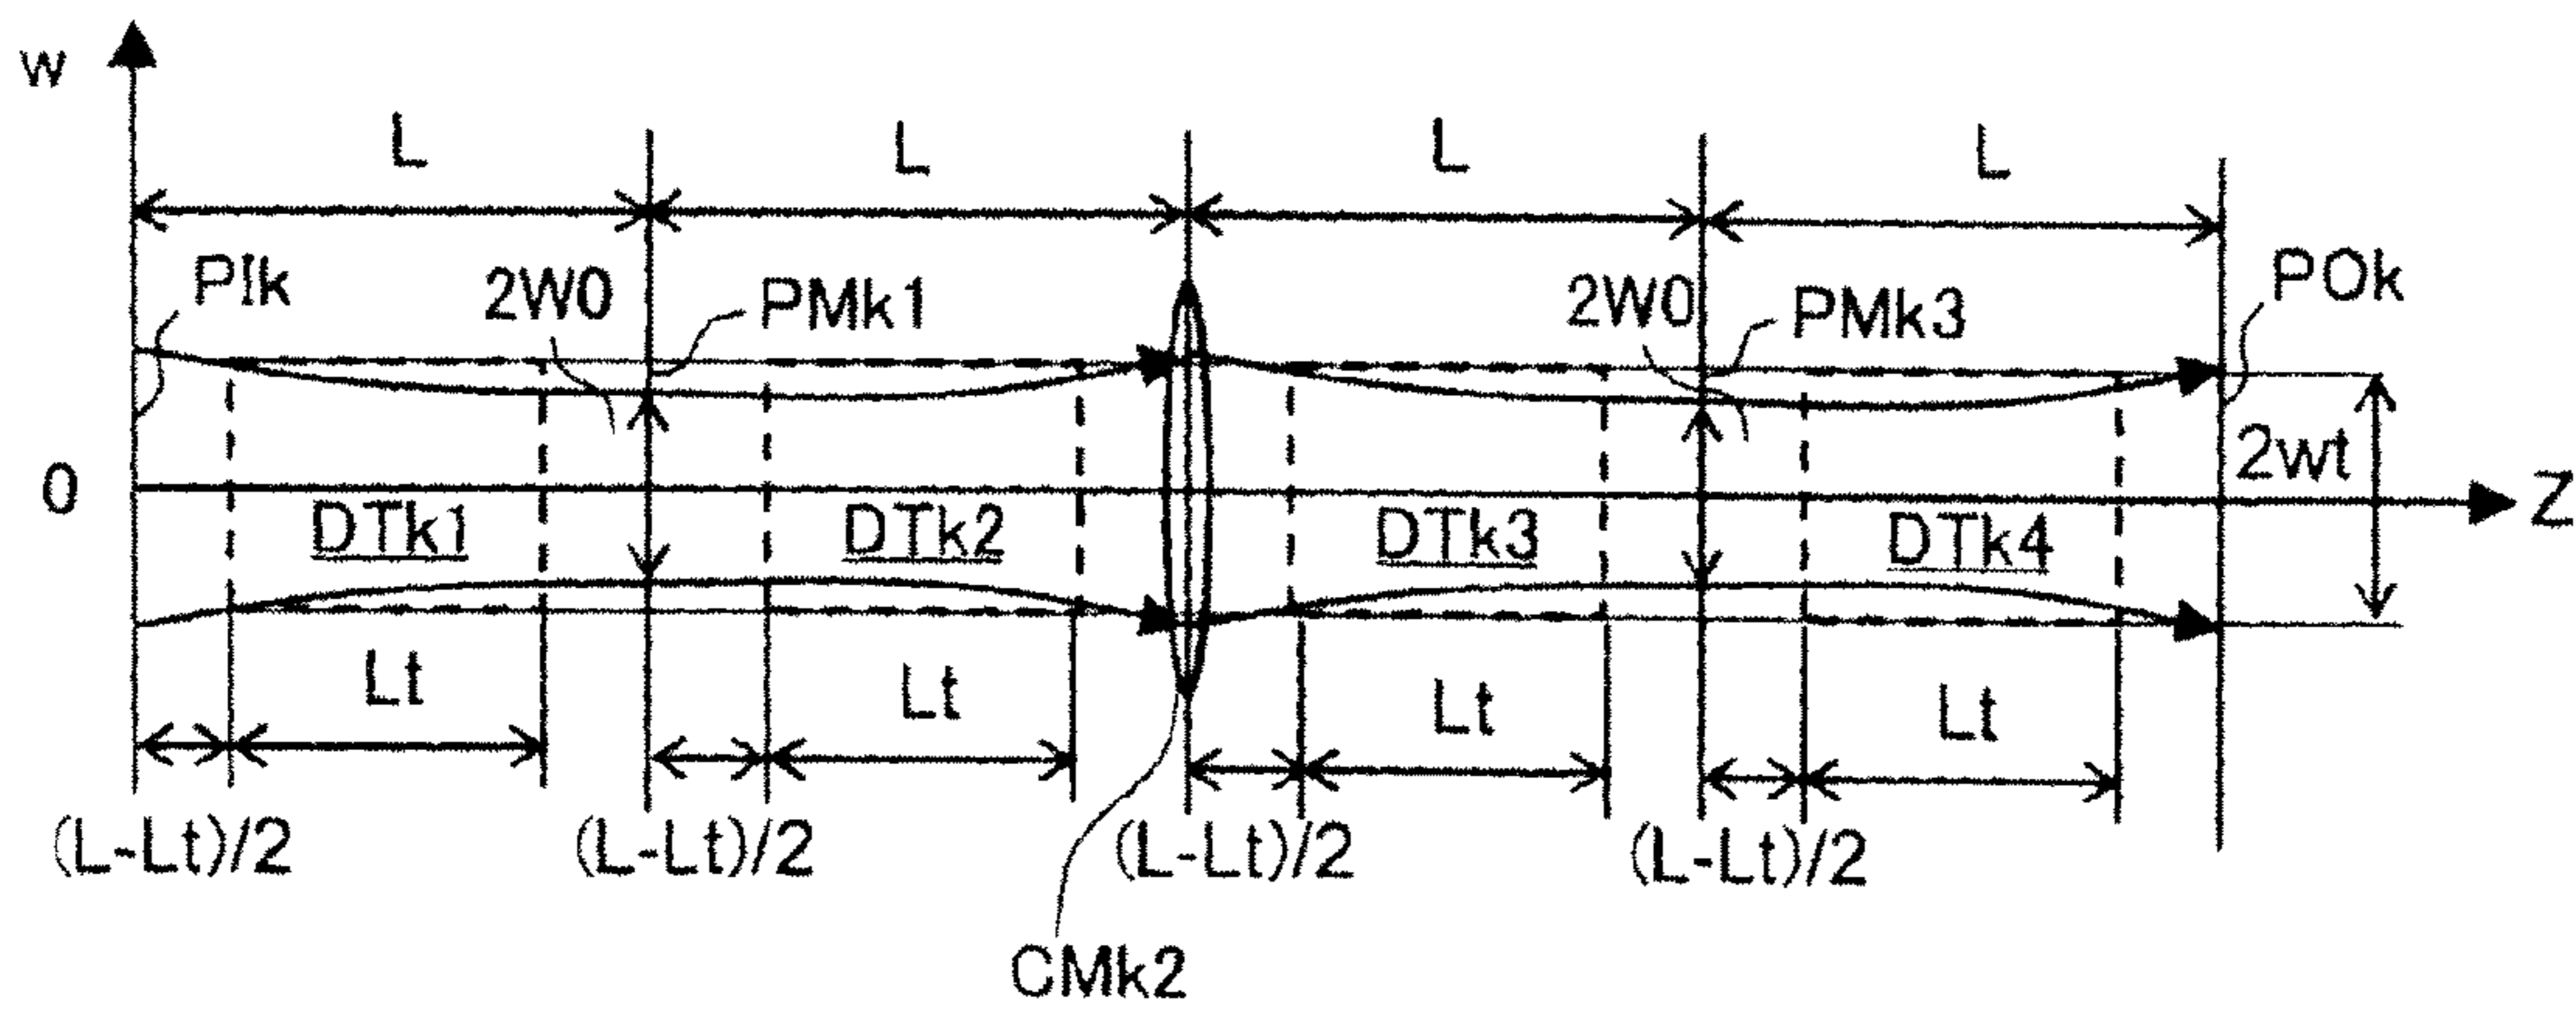 w
L L L L
PIk 2W0 PMk1 2W0 PMk3 POk
2wt
0 DTk1 DTk2 DTk3 DTk4 Z
Lt Lt Lt Lt
(L-Lt)/2 (L-Lt)/2 (L-Lt)/2 (L-Lt)/2
CMk2